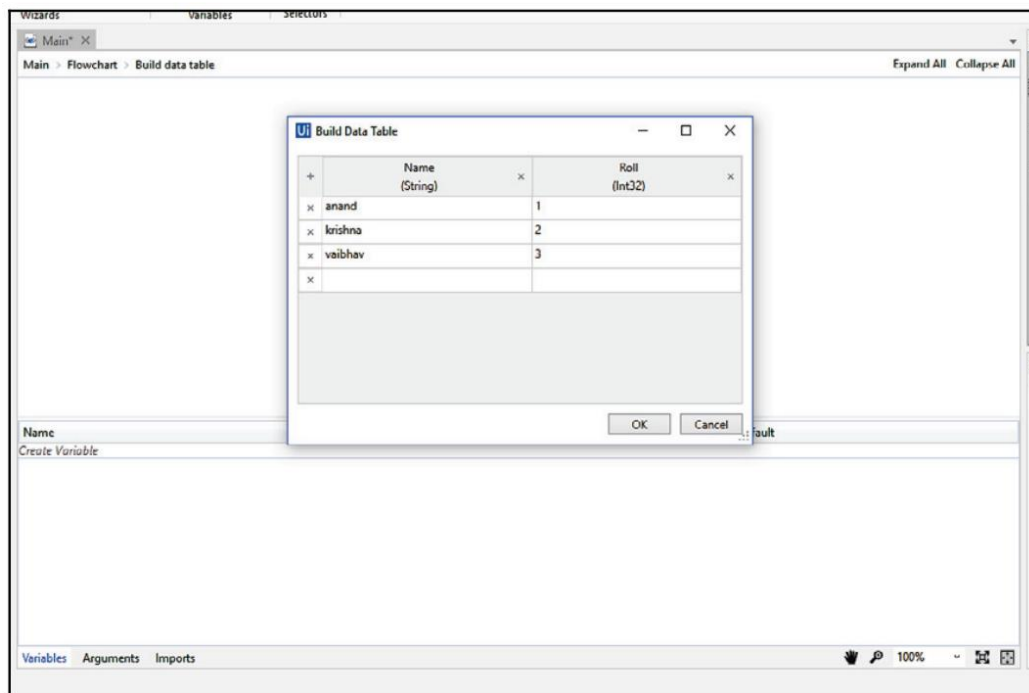 Wizards Variables Selectors
Main* X
Main > Flowchart > Build data table Expand All Collapse All
Ui Build Data Table
Name Roll
(String) (Int32)
anand 1
krishna 2
vaibhav 3
OK Cancel
Name fault
Create Variable
Variables Arguments Imports 100%